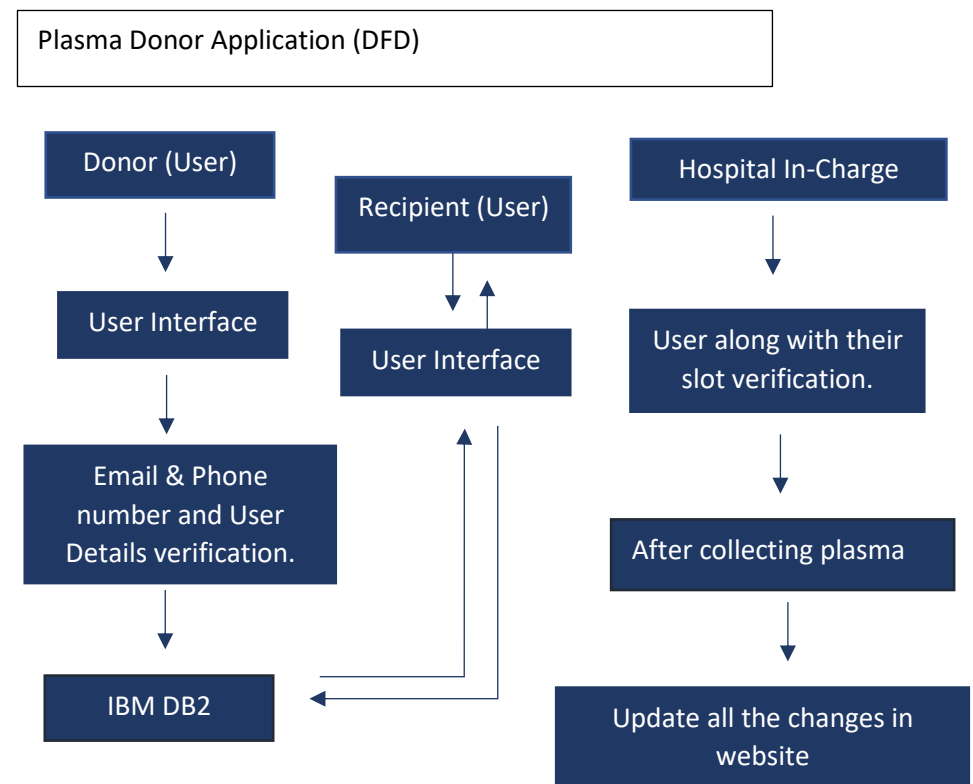 Plasma Donor Application (DFD)
Donor (User)
User Interface
Email & Phone
number and User
Details verification.
IBM DB2
Recipient (User)
User Interface
Hospital In-Charge
User along with their
slot verification.
After collecting plasma
Update all the changes in
website